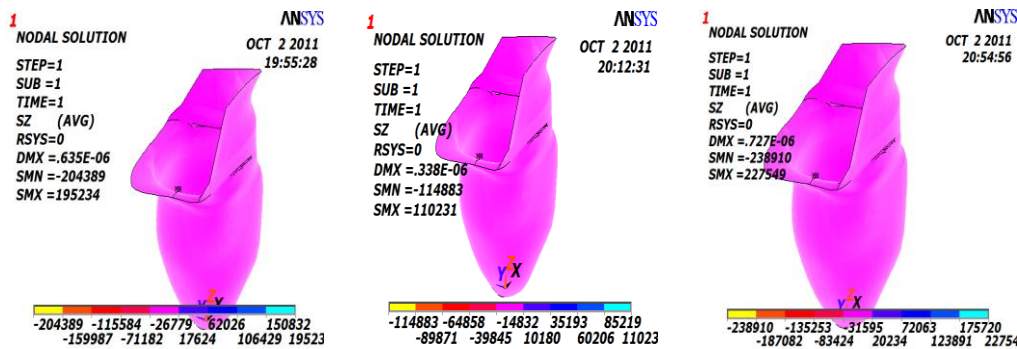 1
ANSYS
NODAL SOLUTION
OCT 2 2011
19:55:28
STEP=1
SUB =1
TIME=1
SZ (AVG)
RSYS=0
DMX =.635E-06
SMN =-204389
SMX =195234
Z
Y X
-204389 -115584 -26779 62026 150832
-159987 -71182 17624 106429 19523
1
ANSYS
NODAL SOLUTION
OCT 2 2011
20:12:31
STEP=1
SUB =1
TIME=1
SZ (AVG)
RSYS=0
DMX =.338E-06
SMN =-114883
SMX =110231
Z
Y X
-114883 -64858 -14832 35193 85219
-89871 -39845 10180 60206 11023
1
ANSYS
NODAL SOLUTION
OCT 2 2011
20:54:56
STEP=1
SUB =1
TIME=1
SZ (AVG)
RSYS=0
DMX =.727E-06
SMN =-238910
SMX =227549
Z
Y X
-238910 -135253 -31595 72063 175720
-187082 -83424 20234 123891 22754